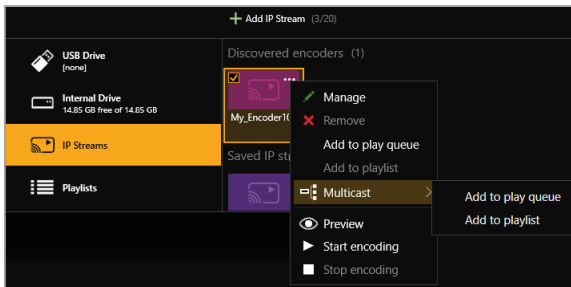 Add IP Stream (3/20)
USB Drive
[none]
Internal Drive
14.85 GB free of 14.85 GB
IP Streams
Playlists
Discovered encoders (1)
My_Encoder10
Saved IP
Manage
Remove
Add to play queue
Add to playlist
Multicast
Preview
Start encoding
Stop encoding
Add to play queue
Add to playlist